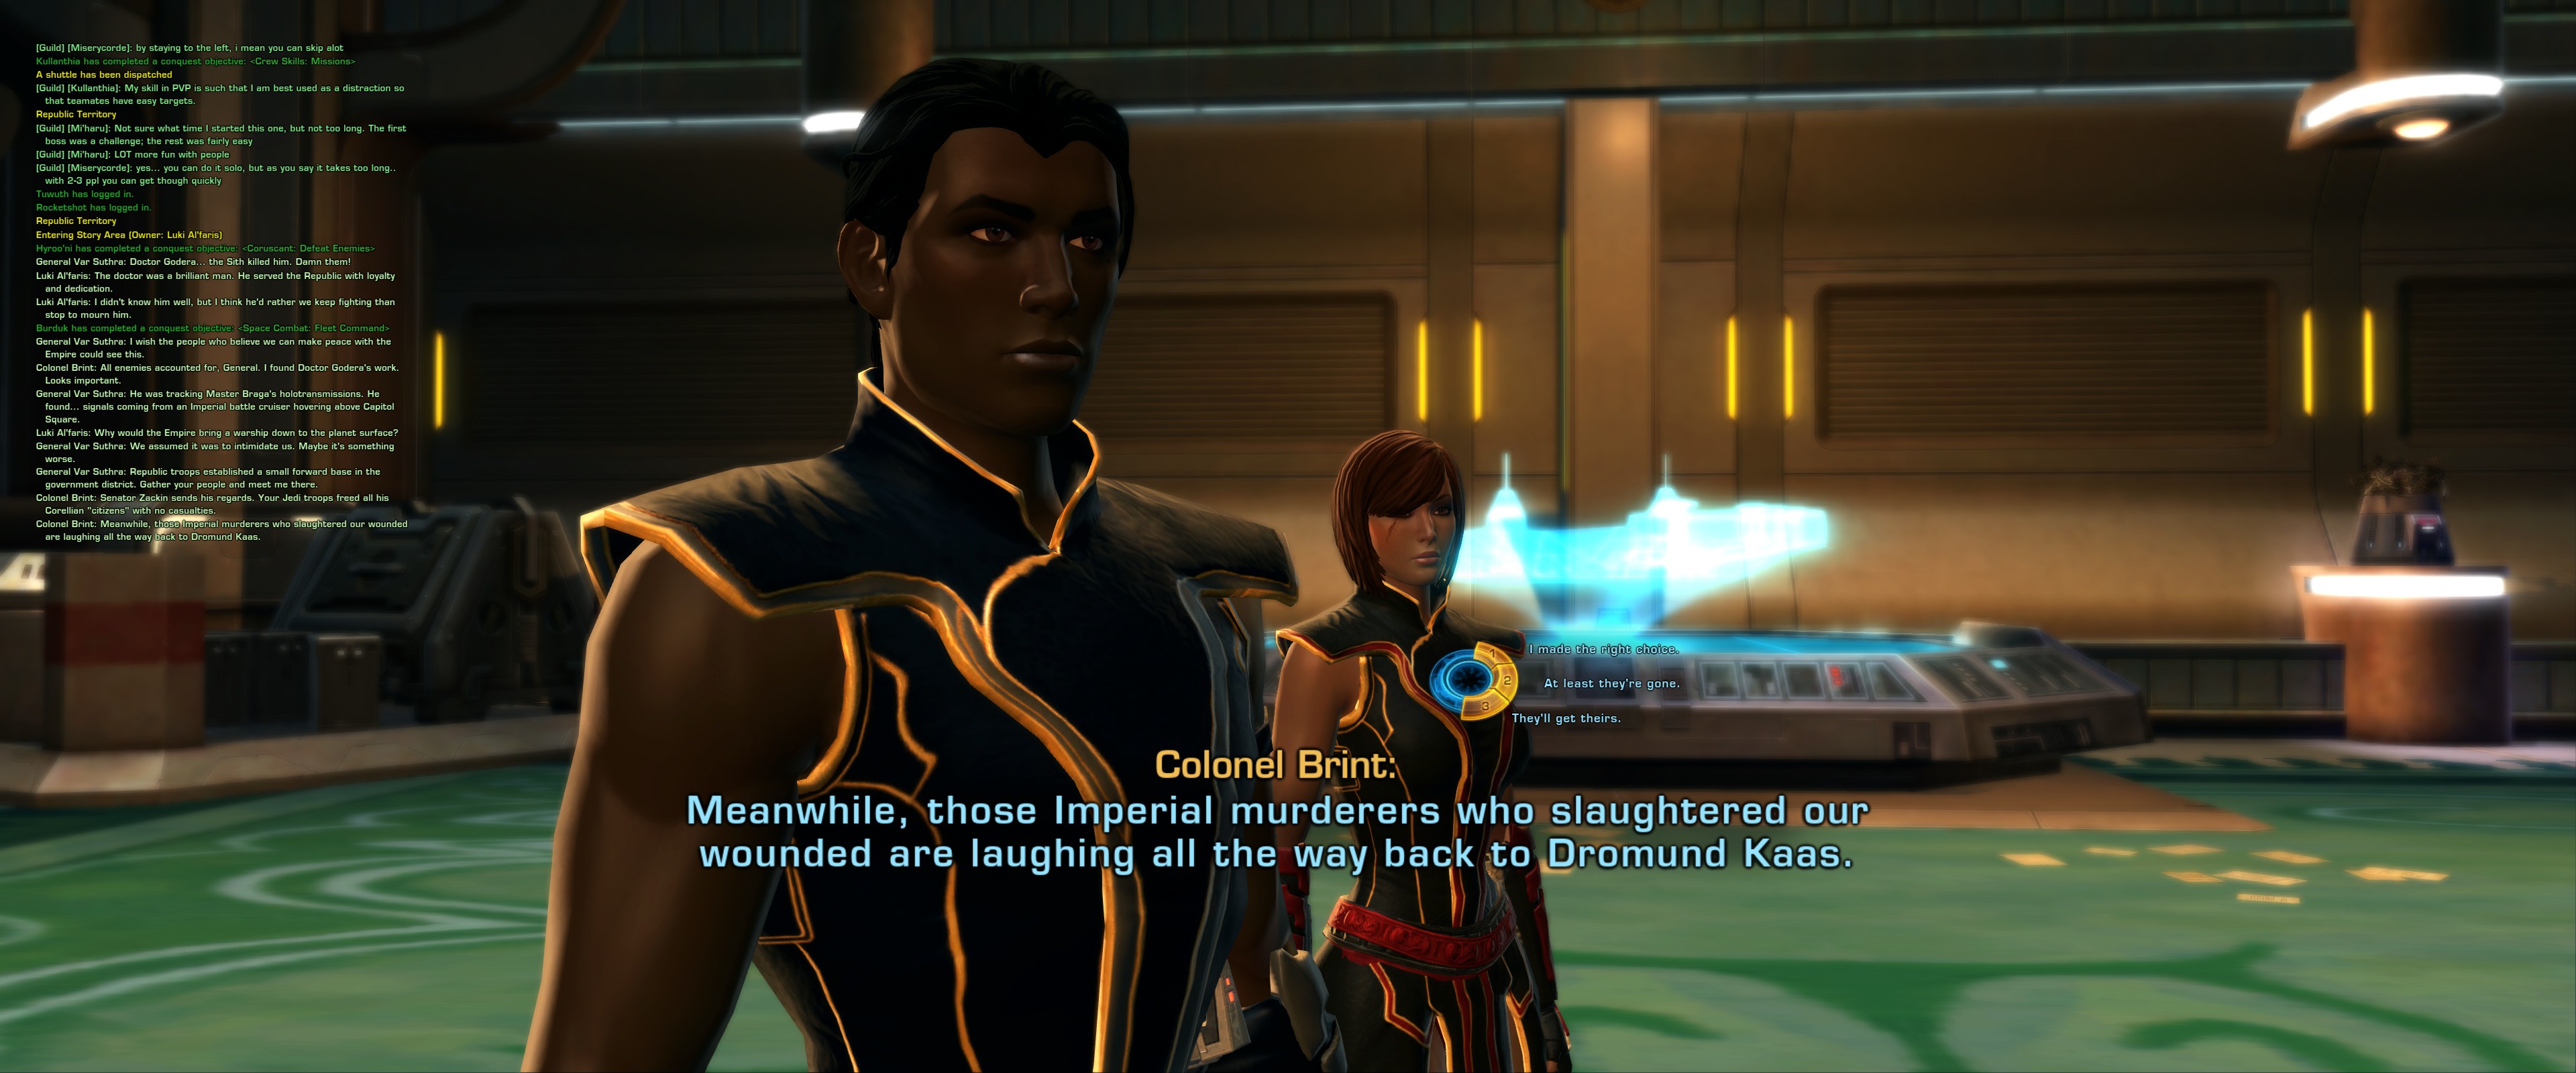 [Guild] [Miserycorde]: by staying to the left, i mean you can skip alot
Kullanthia has completed a conquest objective: <Crew Skills: Missions>
A shuttle has been dispatched
[Guild] [Kullanthia]: My skill in PVP is such that I am best used as a distraction so
that teamates have easy targets.
Republic Territory
[Guild] [Mi'haru]: Not sure what time I started this one, but not too long. The first
boss was a challenge; the rest was fairly easy
[Guild] [Mi'haru]: LOT more fun with people
[Guild] [Miserycorde]: yes... you can do it solo, but as you say it takes too long..
with 2-3 ppl you can get though quickly
Tuwuth has logged in.
Rocketshot has logged in.
Republic Territory
Entering Story Area (Owner: Luki Al'faris)
Hyroo'ni has completed a conquest objective: <Coruscant: Defeat Enemies>
General Var Suthra: Doctor Godera... the Sith killed him. Damn them!
Luki Al'faris: The doctor was a brilliant man. He served the Republic with loyalty
and dedication.
Luki Al'faris: I didn't know him well, but I think he'd rather we keep fighting than
stop to mourn him.
Burduk has completed a conquest objective: <Space Combat: Fleet Command>
General Var Suthra: I wish the people who believe we can make peace with the
Empire could see this.
Colonel Brint: All enemies accounted for, General. I found Doctor Godera's work.
Looks important.
General Var Suthra: He was tracking Master Braga's holotransmissions. He
found... signals coming from an Imperial battle cruiser hovering above Capitol
Square.
Luki Al'faris: Why would the Empire bring a warship down to the planet surface?
General Var Suthra: We assumed it was to intimidate us. Maybe it's something
worse.
General Var Suthra: Republic troops established a small forward base in the
government district. Gather your people and meet me there.
Colonel Brint: Senator Zackin sends his regards. Your Jedi troops freed all his
Corellian "citizens" with no casualties.
Colonel Brint: Meanwhile, those Imperial murderers who slaughtered our wounded
are laughing all the way back to Dromund Kaas.
1 I made the right choice.
2 At least they're gone.
3 They'll get theirs.
Colonel Brint:
Meanwhile, those Imperial murderers who slaughtered our
wounded are laughing all the way back to Dromund Kaas.